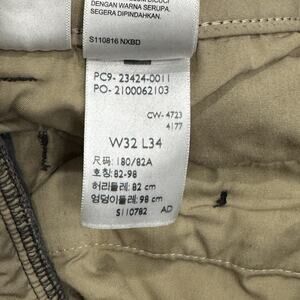 DENGAN WARNA SERUPA.
SEGERA DIPINDAHKAN.
S110816 NXBD
PC9- 23424-0011
PO- 2100062103
CW- 4723
4177
W32 L34
尺码: 180/82A
호칭: 82-98
허리둘레: 82 cm
엉덩이둘레: 98 cm
S110782 AD